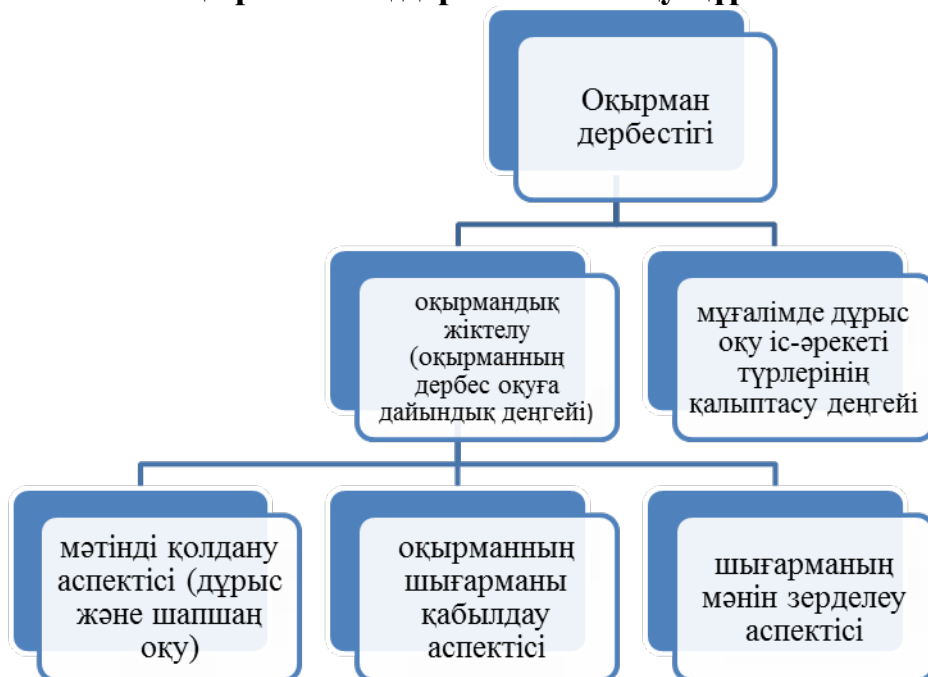 Оқырман
дербестігі
оқырмандық
жіктелу
(оқырманның
дербес оқуға
дайындық деңгейі)
мұғалімде дұрыс
оқу іс-әрекеті
түрлерінің
қалыптасу деңгейі
мәтінді қолдану
аспектісі (дұрыс
және шапшаң
оқу)
оқырманның
шығарманы
қабылдау
аспектісі
шығарманың
мәнін зерделеу
аспектісі